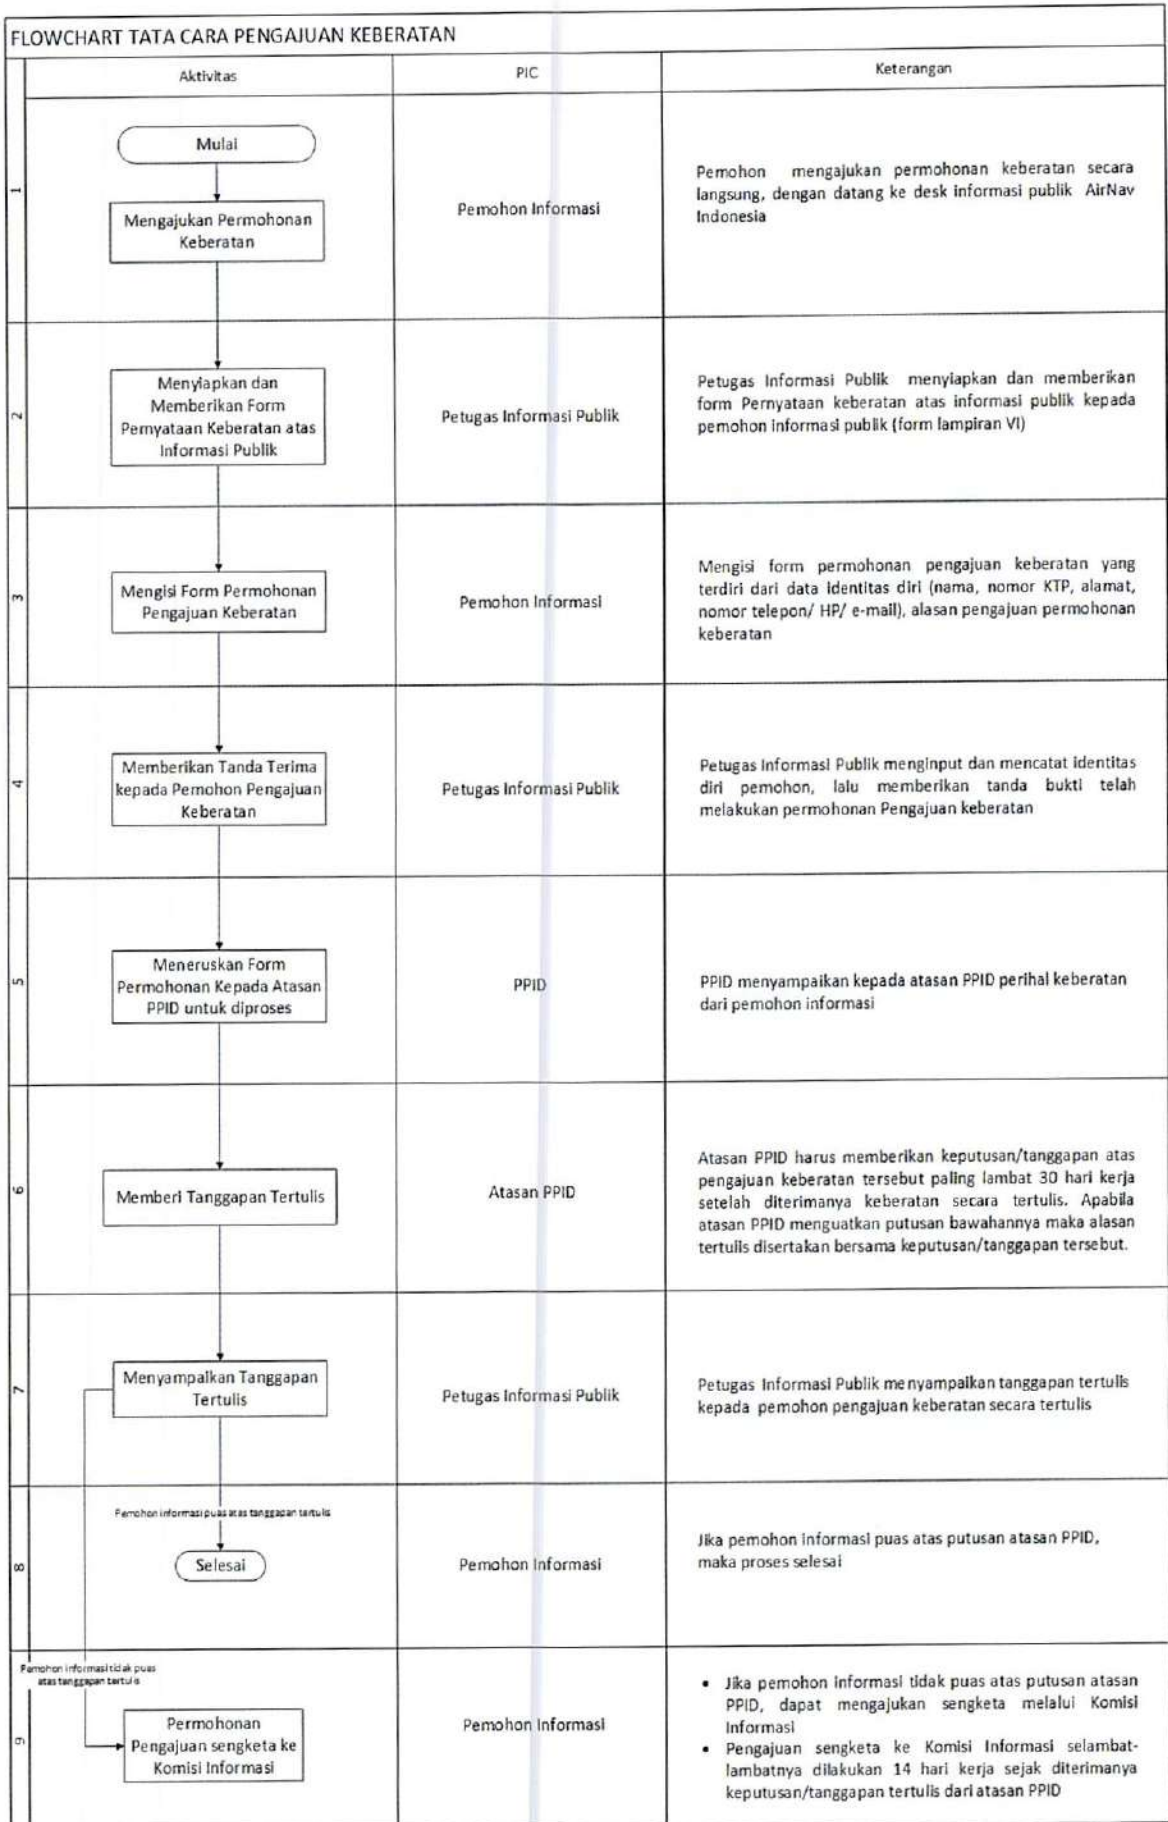 FLOWCHART TATA CARA PENGAJUAN KEBERATAN
Aktivitas
PIC
Keterangan
1
Mulai
Mengajukan Permohonan
Keberatan
Pemohon Informasi
Pemohon mengajukan permohonan keberatan secara
langsung, dengan datang ke desk informasi publik AirNav
Indonesia
2
Menyiapkan dan
Memberikan Form
Pernyataan Keberatan atas
Informasi Publik
Petugas Informasi Publik
Petugas Informasi Publik menyiapkan dan memberikan
form Pernyataan keberatan atas informasi publik kepada
pemohon informasi publik (form lampiran VI)
3
Mengisi Form Permohonan
Pengajuan Keberatan
Pemohon Informasi
Mengisi form permohonan pengajuan keberatan yang
terdiri dari data identitas diri (nama, nomor KTP, alamat,
nomor telepon/ HP/ e-mail), alasan pengajuan permohonan
keberatan
4
Memberikan Tanda Terima
kepada Pemohon Pengajuan
Keberatan
Petugas Informasi Publik
Petugas Informasi Publik menginput dan mencatat identitas
diri pemohon, lalu memberikan tanda bukti telah
melakukan permohonan Pengajuan keberatan
5
Meneruskan Form
Permohonan Kepada Atasan
PPID untuk diproses
PPID
PPID menyampaikan kepada atasan PPID perihal keberatan
dari pemohon informasi
6
Memberi Tanggapan Tertulis
Atasan PPID
Atasan PPID harus memberikan keputusan/tanggapan atas
pengajuan keberatan tersebut paling lambat 30 hari kerja
setelah diterimanya keberatan secara tertulis. Apabila
atasan PPID menguatkan putusan bawahannya maka alasan
tertulis disertakan bersama keputusan/tanggapan tersebut.
7
Menyampaikan Tanggapan
Tertulis
Petugas Informasi Publik
Petugas Informasi Publik menyampaikan tanggapan tertulis
kepada pemohon pengajuan keberatan secara tertulis
8
Pemohon informasi puas atas tanggapan tertulis
Selesai
Pemohon Informasi
Jika pemohon informasi puas atas putusan atasan PPID,
maka proses selesai
9
Pemohon informasi tidak puas
atas tanggapan tertulis
Permohonan
Pengajuan sengketa ke
Komisi Informasi
Pemohon Informasi
• Jika pemohon informasi tidak puas atas putusan atasan
PPID, dapat mengajukan sengketa melalui Komisi
Informasi
• Pengajuan sengketa ke Komisi Informasi selambat-
lambatnya dilakukan 14 hari kerja sejak diterimanya
keputusan/tanggapan tertulis dari atasan PPID